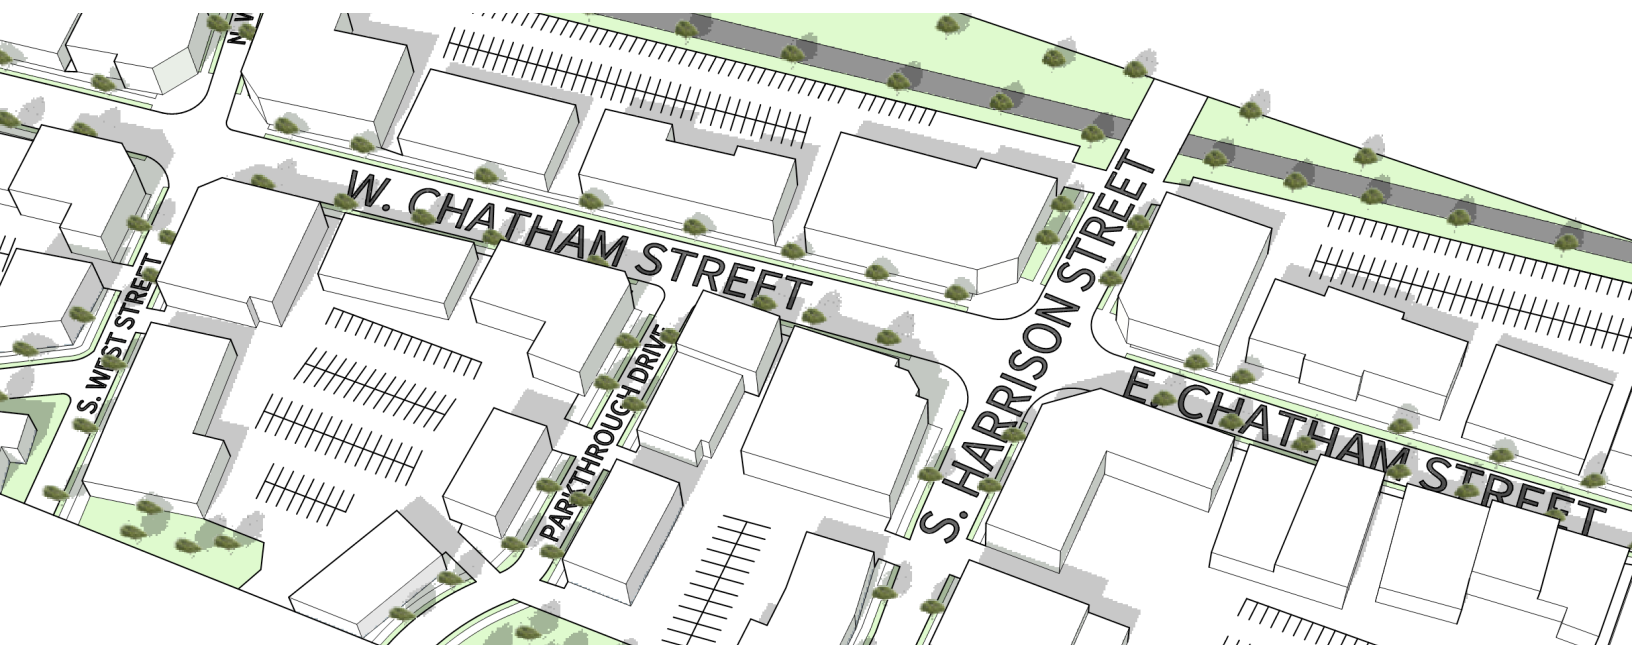 W. CHATHAM STREET
S. HARRISON STREET
E. CHATHAM STREET
S. WEST STREET
PARKTHROUGH DRIVE